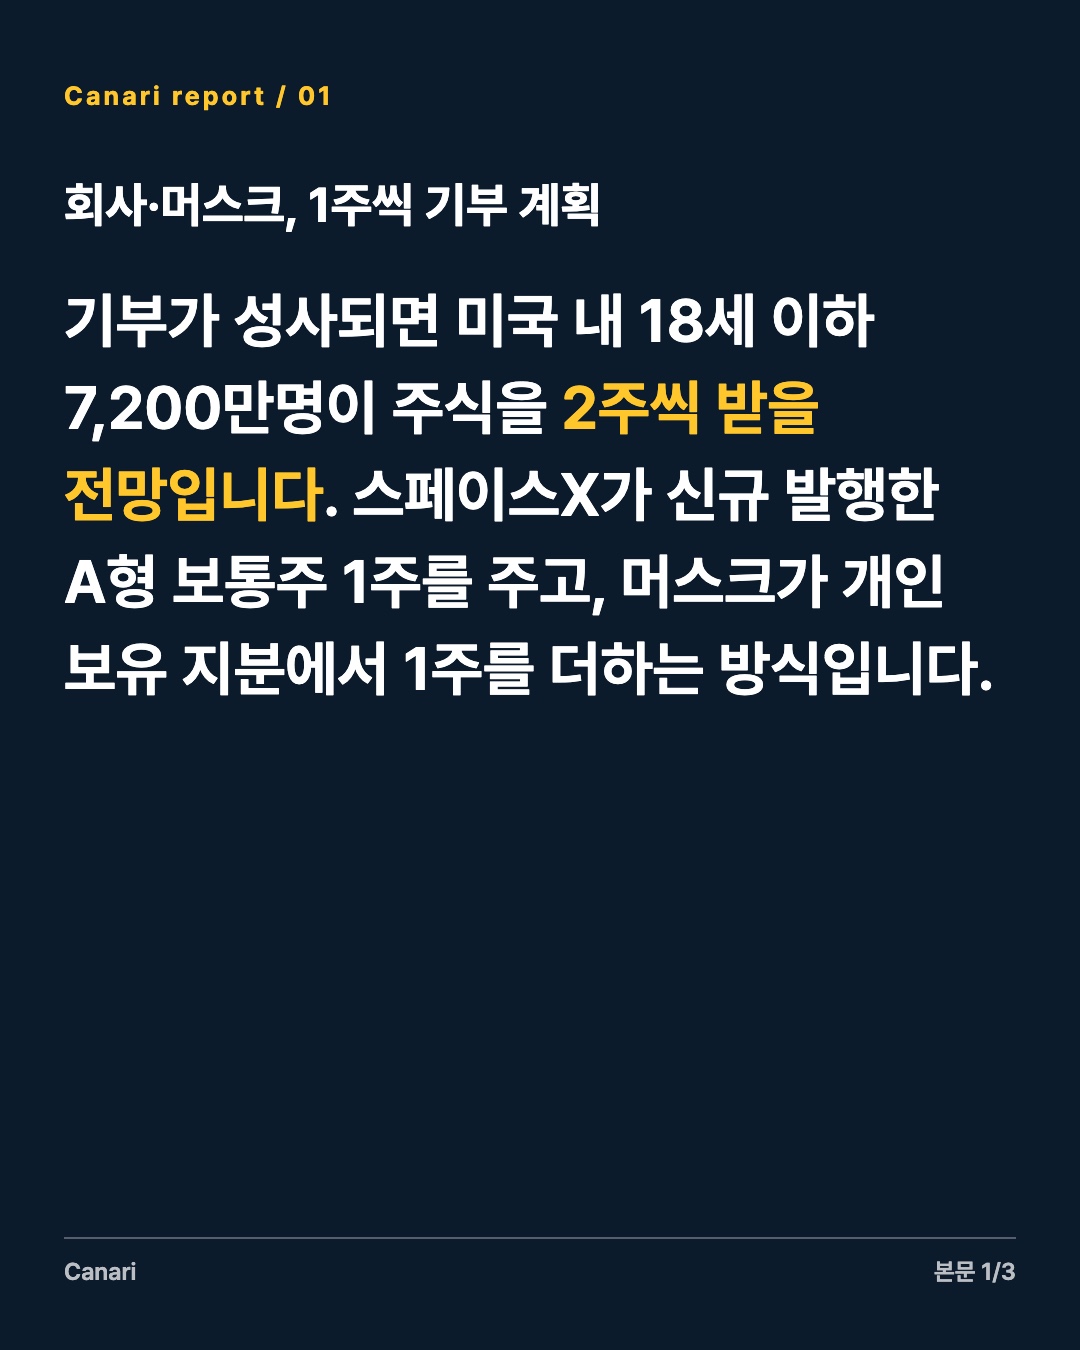 Canari report / 01
회사·머스크, 1주씩 기부 계획
기부가 성사되면 미국 내 18세 이하
7,200만명이 주식을 2주씩 받을
전망입니다. 스페이스X가 신규 발행한
A형 보통주 1주를 주고, 머스크가 개인
보유 지분에서 1주를 더하는 방식입니다.
Canari
본문 1/3